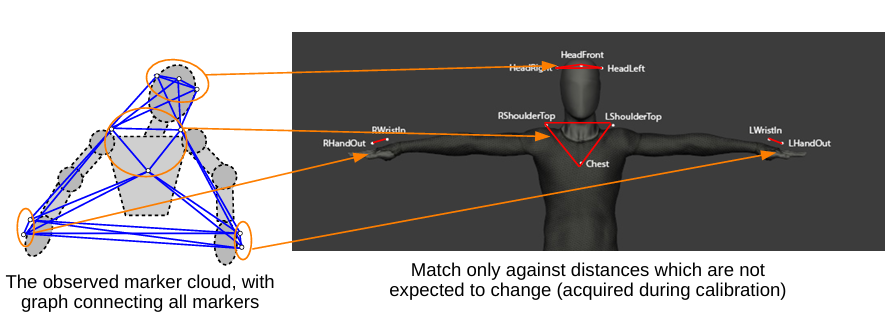 HeadFront
HeadRight
HeadLeft
RShoulderTop
LShoulderTop
RWristIn
LWristIn
RHandOut
LHandOut
Chest
The observed marker cloud, with
graph connecting all markers
Match only against distances which are not
expected to change (acquired during calibration)